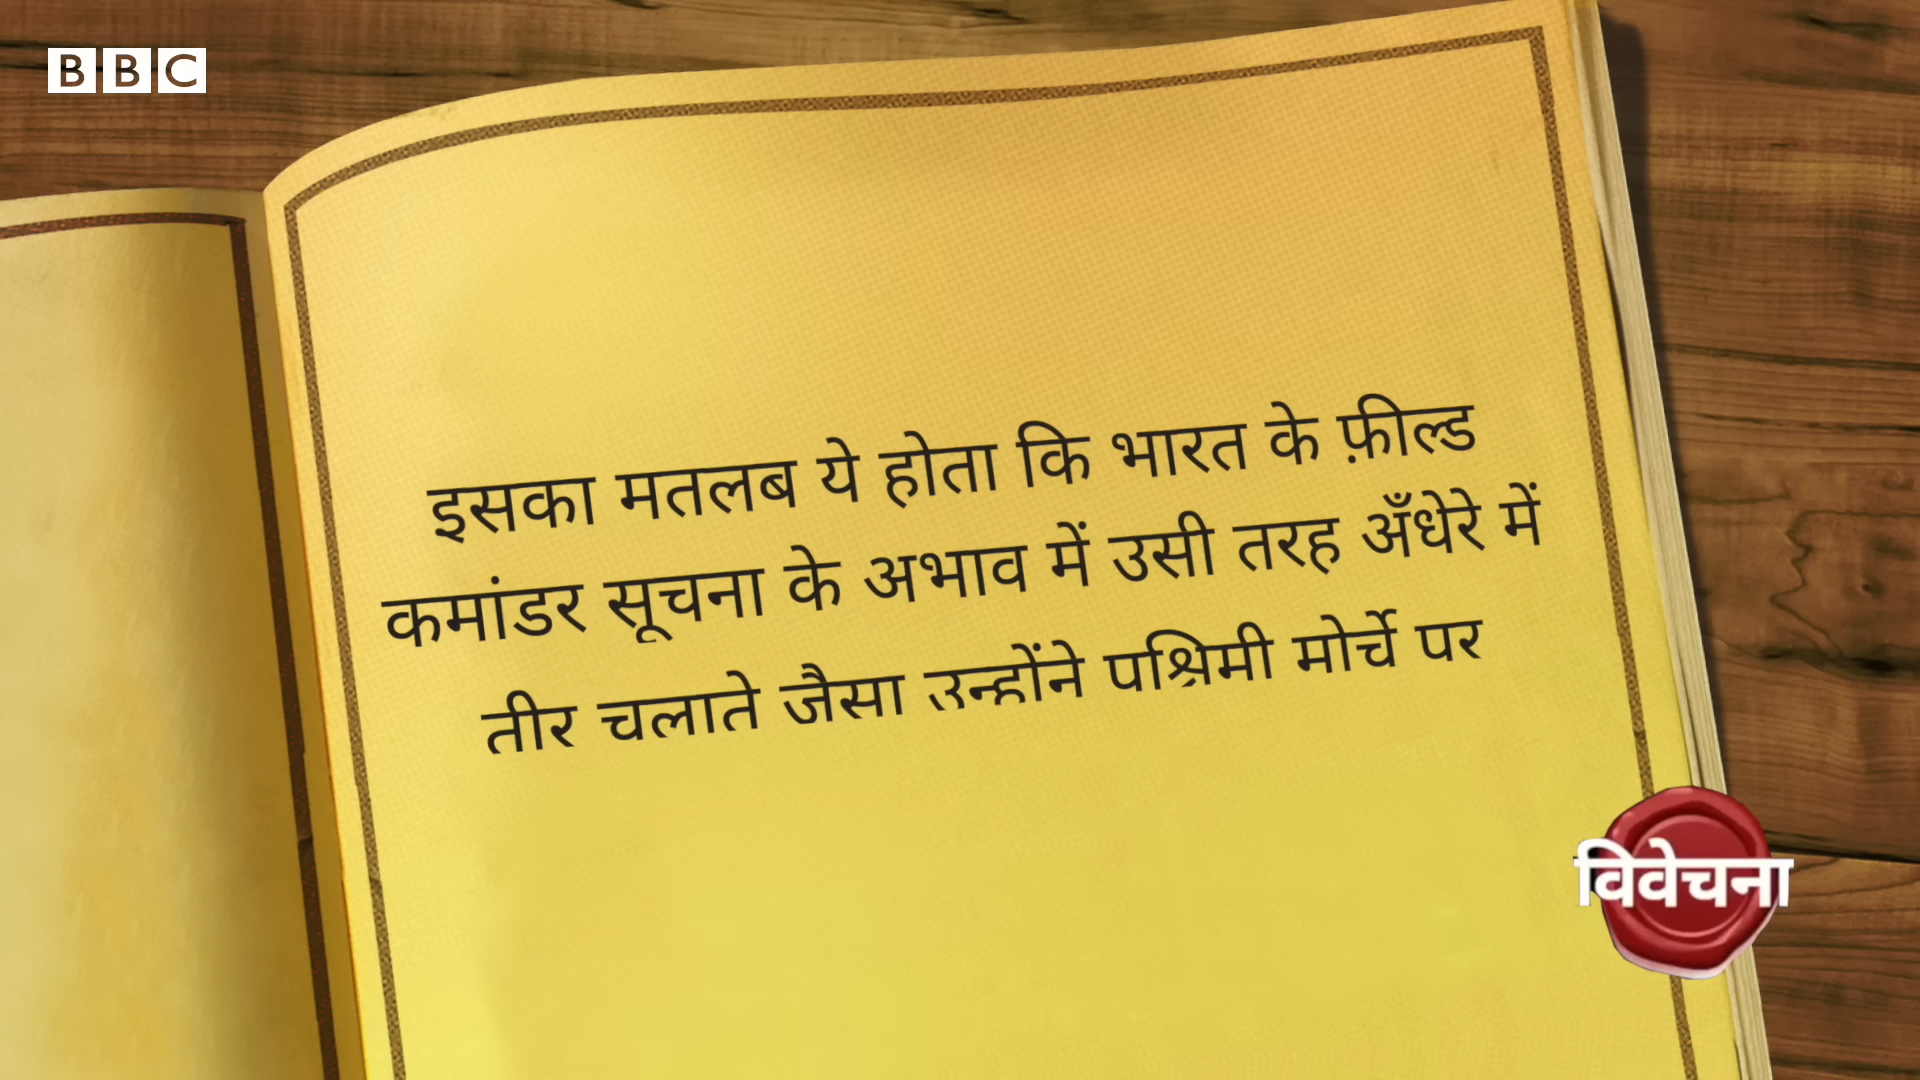 BBC
इसका मतलब ये होता कि भारत के फ़ील्ड
कमांडर सूचना के अभाव में उसी तरह अँधेरे में
तीर चलाते जैसा उन्होंने पश्चिमी मोर्चे पर
विवेचना